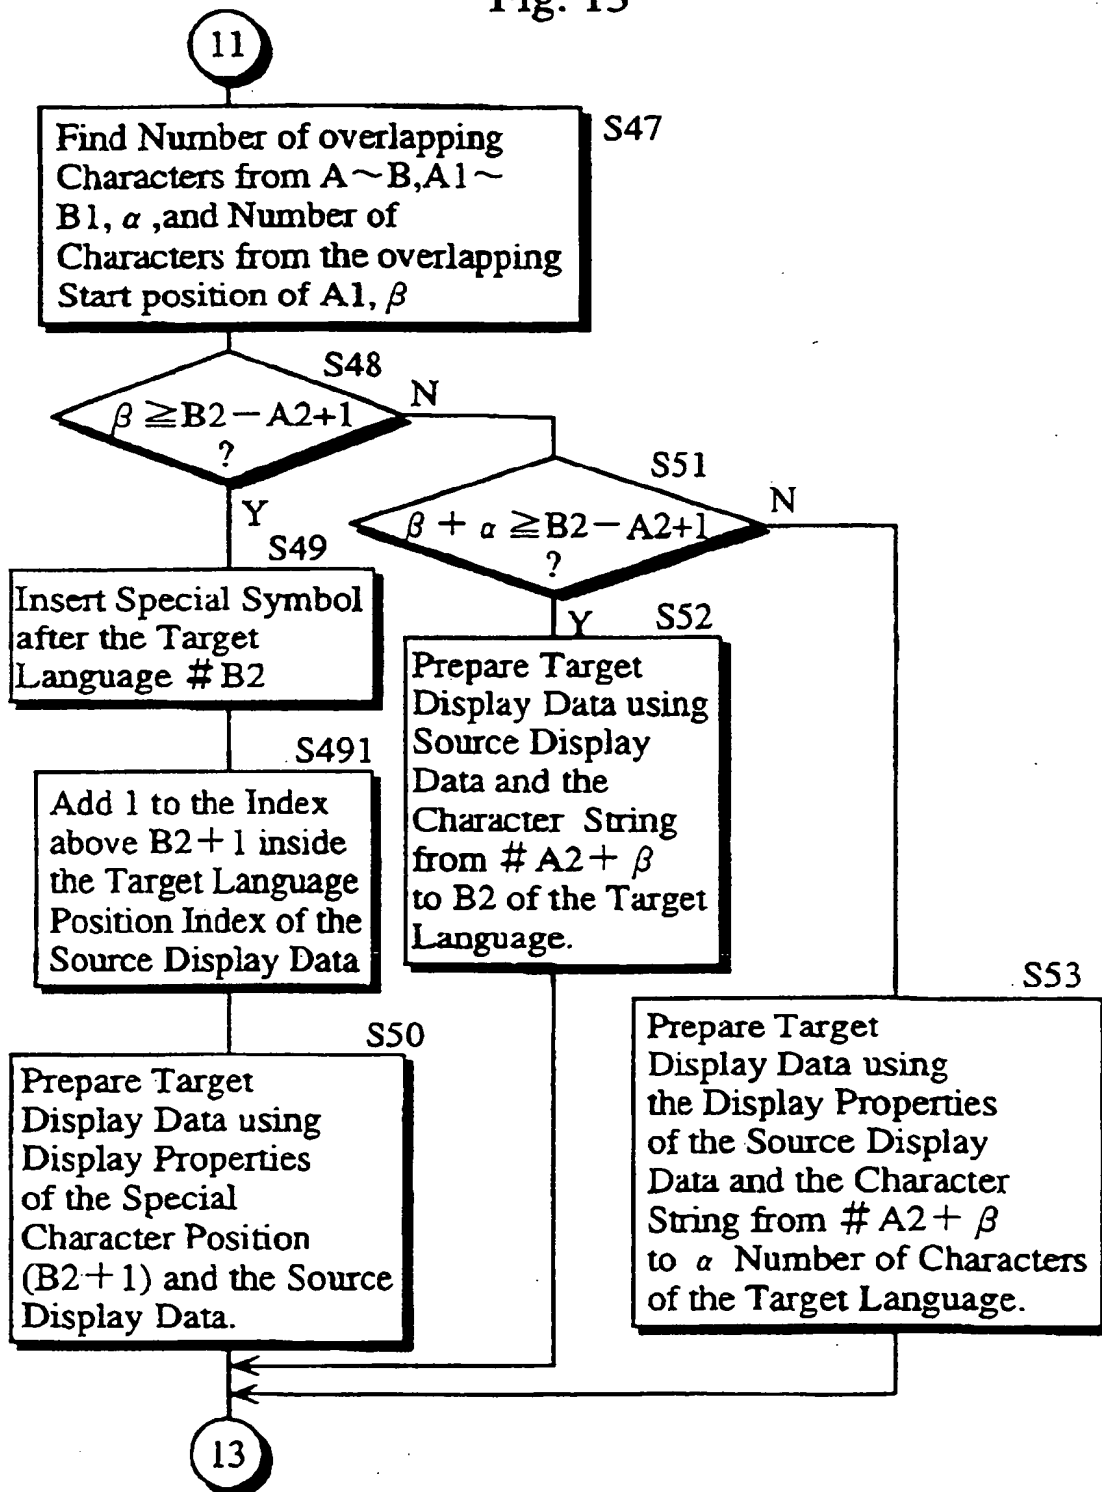 Fig. 13
11
S47
Find Number of overlapping
Characters from A~B,A1~
B1, α ,and Number of
Characters from the overlapping
Start position of A1, β
S48
N
β ≧B2－A2+1
?
Y
S51
N
β + α ≧B2－A2+1
?
Y
S49
Insert Special Symbol
after the Target
Language #B2
S52
Prepare Target
Display Data using
Source Display
Data and the
Character String
from #A2+ β
to B2 of the Target
Language.
S491
Add 1 to the Index
above B2+1 inside
the Target Language
Position Index of the
Source Display Data
S53
Prepare Target
Display Data using
the Display Properties
of the Source Display
Data and the Character
String from #A2+ β
to α Number of Characters
of the Target Language.
S50
Prepare Target
Display Data using
Display Properties
of the Special
Character Position
(B2+1) and the Source
Display Data.
13